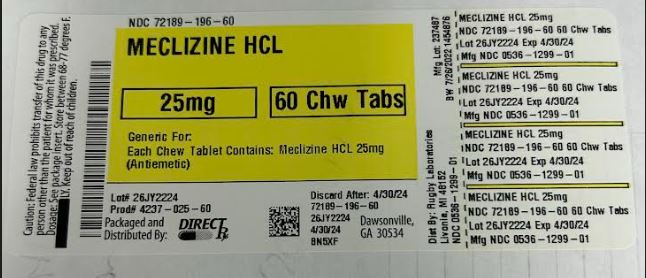 Caution: Federal law prohibits transfer of this drug to any
person other than the patient for whom it was prescribed.
Dosage: See package insert. Store between 68-77 degrees F.
LY. Keep out of reach of children.
NDC 72189-196-60
MECLIZINE HCL
25mg
60 Chw Tabs
Generic For:
Each Chew Tablet Contains: Meclizine HCL 25mg
(Antiemetic)
Lot# 26JY2224
Prod# 4237-025-60
Packaged and
Distributed By:
DIRECT Rx
Discard After: 4/30/24
72189-196-60
26JY2224
4/30/24
BN5XF
Dawsonville,
GA 30534
Mfg Lot: 237487
BW 7/26/2022 1454876
Dist By: Rugby Laboratories
Livonia, MI 48152
NDC 0536-1299-01
MECLIZINE HCL 25mg
NDC 72189-196-60 60 Chw Tabs
Lot 26JY2224 Exp 4/30/24
Mfg NDC 0536-1299-01
MECLIZINE HCL 25mg
NDC 72189-196-60 60 Chw Tabs
Lot 26JY2224 Exp 4/30/24
Mfg NDC 0536-1299-01
MECLIZINE HCL 25mg
NDC 72189-196-60 60 Chw Tabs
Lot 26JY2224 Exp 4/30/24
Mfg NDC 0536-1299-01
MECLIZINE HCL 25mg
NDC 72189-196-60 60 Chw Tabs
Lot 26JY2224 Exp 4/30/24
Mfg NDC 0536-1299-01